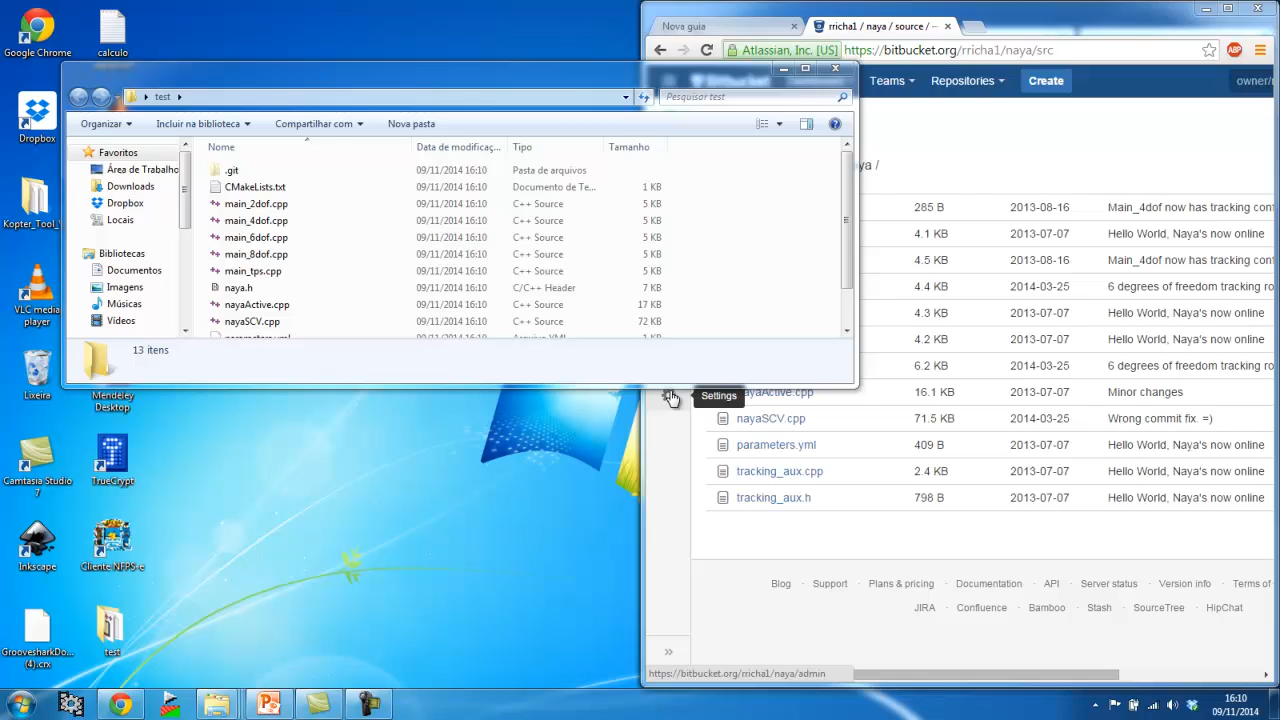 Google Chrome
calculo
Dropbox
Kopter_Tool_
VLC media
player
Lixeira
Mendeley
Desktop
Camtasia Studio
7
TrueCrypt
Inkscape
Cliente NFPS-e
GroovesharkDo...
(4).crx
test
test
Pesquisar test
Organizar
Incluir na biblioteca
Compartilhar com
Nova pasta
Favoritos
Área de Trabalho
Downloads
Dropbox
Locais
Bibliotecas
Documentos
Imagens
Músicas
Vídeos
Nome Data de modificaç... Tipo Tamanho
.git 09/11/2014 16:10 Pasta de arquivos
CMakeLists.txt 09/11/2014 16:10 Documento de Te... 1 KB
main_2dof.cpp 09/11/2014 16:10 C++ Source 5 KB
main_4dof.cpp 09/11/2014 16:10 C++ Source 5 KB
main_6dof.cpp 09/11/2014 16:10 C++ Source 5 KB
main_8dof.cpp 09/11/2014 16:10 C++ Source 5 KB
main_tps.cpp 09/11/2014 16:10 C++ Source 5 KB
naya.h 09/11/2014 16:10 C/C++ Header 7 KB
nayaActive.cpp 09/11/2014 16:10 C++ Source 17 KB
nayaSCV.cpp 09/11/2014 16:10 C++ Source 72 KB
13 itens
Nova guia
rricha1 / naya / source / —
Atlassian, Inc. [US] https://bitbucket.org/rricha1/naya/src
ABP
Bitbucket Teams Repositories Create owner/
ya /
285 B 2013-08-16 Main_4dof now has tracking conf
4.1 KB 2013-07-07 Hello World, Naya's now online
4.5 KB 2013-08-16 Main_4dof now has tracking conf
4.4 KB 2014-03-25 6 degrees of freedom tracking ro
4.3 KB 2013-07-07 Hello World, Naya's now online
4.2 KB 2013-07-07 Hello World, Naya's now online
6.2 KB 2014-03-25 6 degrees of freedom tracking ro
Settings
ayaActive.cpp 16.1 KB 2013-07-07 Minor changes
nayaSCV.cpp 71.5 KB 2014-03-25 Wrong commit fix. =)
parameters.yml 409 B 2013-07-07 Hello World, Naya's now online
tracking_aux.cpp 2.4 KB 2013-07-07 Hello World, Naya's now online
tracking_aux.h 798 B 2013-07-07 Hello World, Naya's now online
Blog Support Plans & pricing Documentation API Server status Version info Terms of
JIRA Confluence Bamboo Stash SourceTree HipChat
https://bitbucket.org/rricha1/naya/admin
16:10
09/11/2014